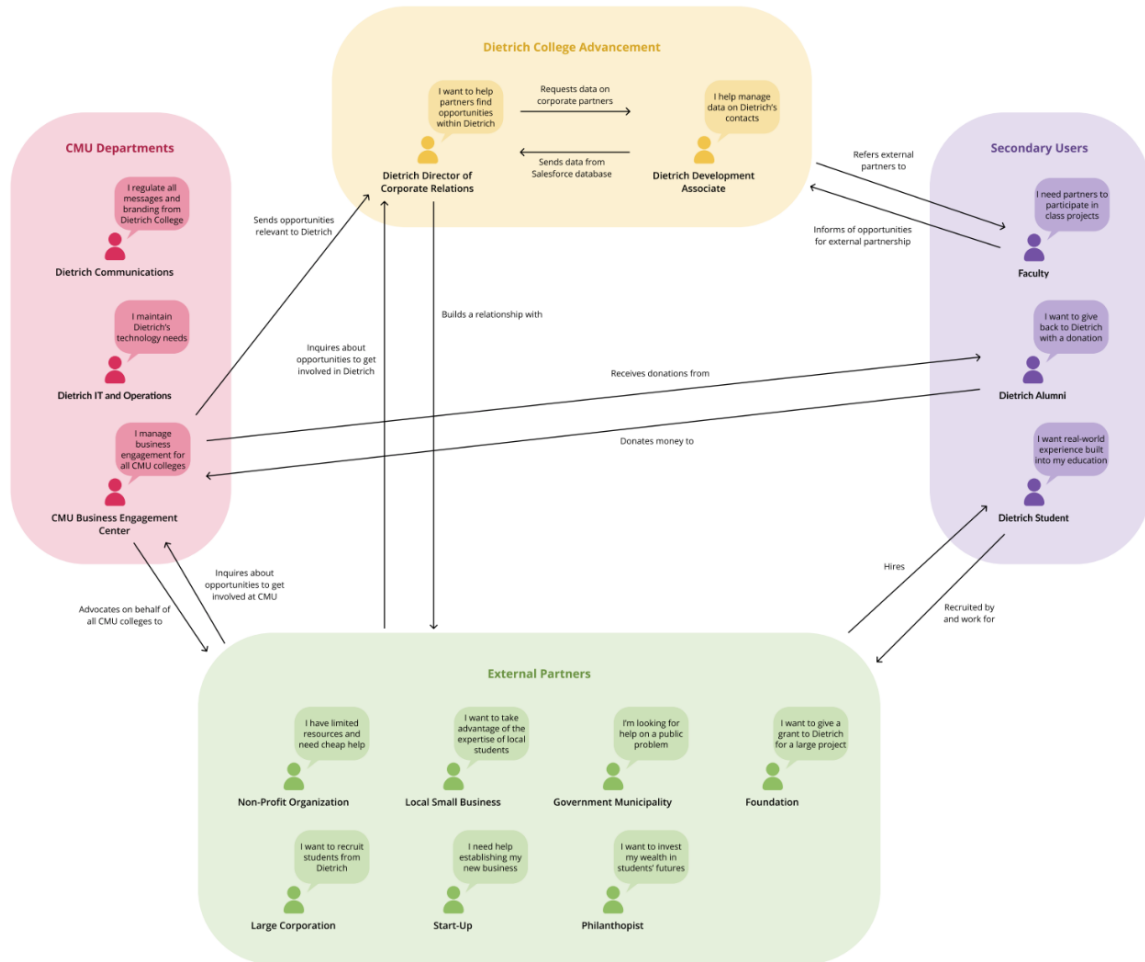 Dietrich College Advancement
I want to help
partners find
opportunities
within Dietrich
Requests data on
corporate partners
I help manage
data on Dietrich's
contacts
Sends data from
Salesforce database
Dietrich Director of
Corporate Relations
Dietrich Development
Associate
CMU Departments
I regulate all
messages and
branding from
Dietrich College
Dietrich Communications
I maintain
Dietrich's
technology needs
Dietrich IT and Operations
I manage
business
engagement for
all CMU colleges
CMU Business Engagement
Center
Secondary Users
I need partners to
participate in
class projects
Faculty
I want to give
back to Dietrich
with a donation
Dietrich Alumni
I want real-world
experience built
into my education
Dietrich Student
Sends opportunities
relevant to Dietrich
Refers external
partners to
Informs of opportunities
for external partnership
Builds a relationship with
Inquires about
opportunities to get
involved in Dietrich
Receives donations from
Donates money to
Inquires about
opportunities to get
involved at CMU
Advocates on behalf of
all CMU colleges to
Hires
Recruited by
and work for
External Partners
I have limited
resources and
need cheap help
Non-Profit Organization
I want to take
advantage of the
expertise of local
students
Local Small Business
I'm looking for
help on a public
problem
Government Municipality
I want to give a
grant to Dietrich
for a large project
Foundation
I want to recruit
students from
Dietrich
Large Corporation
I need help
establishing my
new business
Start-Up
I want to invest
my wealth in
students' futures
Philanthopist